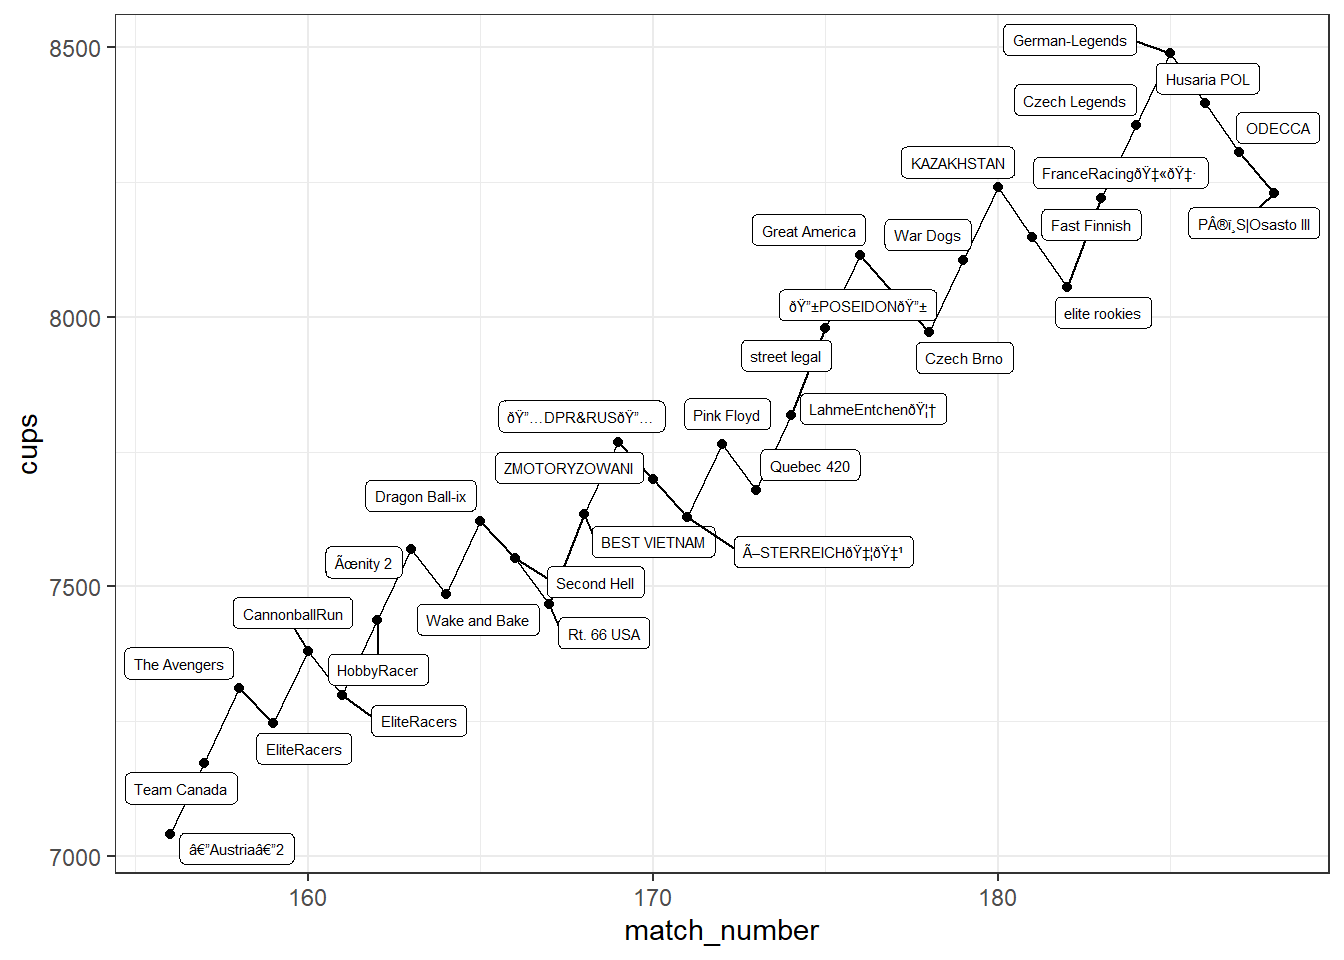 8500
8000
7500
7000
cups
German-Legends
Husaria POL
Czech Legends
ODECCA
KAZAKHSTAN
FranceRacingðŸ‡«ðŸ‡·
PÂ®ï¸S|Osasto III
Great America
War Dogs
Fast Finnish
ðŸ”±POSEIDONðŸ”±
elite rookies
street legal
Czech Brno
ðŸ”…DPR&RUSðŸ”…
Pink Floyd
LahmeEntchenðŸ¦†
ZMOTORYZOWANI
Quebec 420
Dragon Ball-ix
BEST VIETNAM
Ã–STERREICHðŸ‡¦ðŸ‡¹
Ãœnity 2
Second Hell
CannonballRun
Wake and Bake
Rt. 66 USA
The Avengers
HobbyRacer
EliteRacers
EliteRacers
Team Canada
â€”Austriaâ€”2
160
170
180
match_number